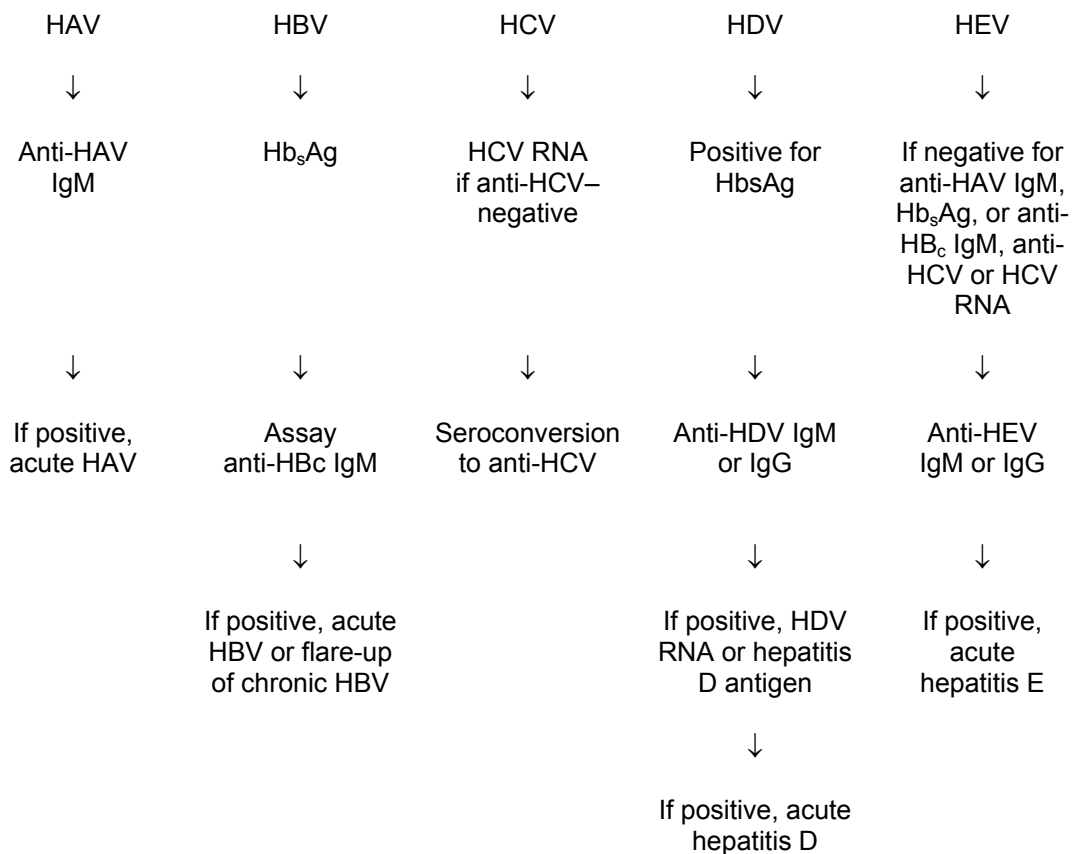 HAV HBV HCV HDV HEV
↓ ↓ ↓ ↓ ↓
Anti-HAV
IgM
HbsAg
HCV RNA
if anti-HCV–
negative
Positive for
HbsAg
If negative for
anti-HAV IgM,
HbsAg, or anti-
HBc IgM, anti-
HCV or HCV
RNA
↓ ↓ ↓ ↓ ↓
If positive,
acute HAV
Assay
anti-HBc IgM
Seroconversion
to anti-HCV
Anti-HDV IgM
or IgG
Anti-HEV
IgM or IgG
↓ ↓ ↓
If positive, acute
HBV or flare-up
of chronic HBV
If positive, HDV
RNA or hepatitis
D antigen
If positive,
acute
hepatitis E
↓
If positive, acute
hepatitis D